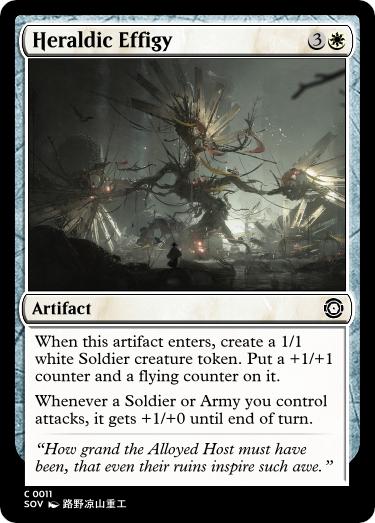 Heraldic Effigy 3
Artifact
When this artifact enters, create a 1/1
white Soldier creature token. Put a +1/+1
counter and a flying counter on it.
Whenever a Soldier or Army you control
attacks, it gets +1/+0 until end of turn.
“How grand the Alloyed Host must have
been, that even their ruins inspire such awe.”
C 0011
SOV 路野凉山重工